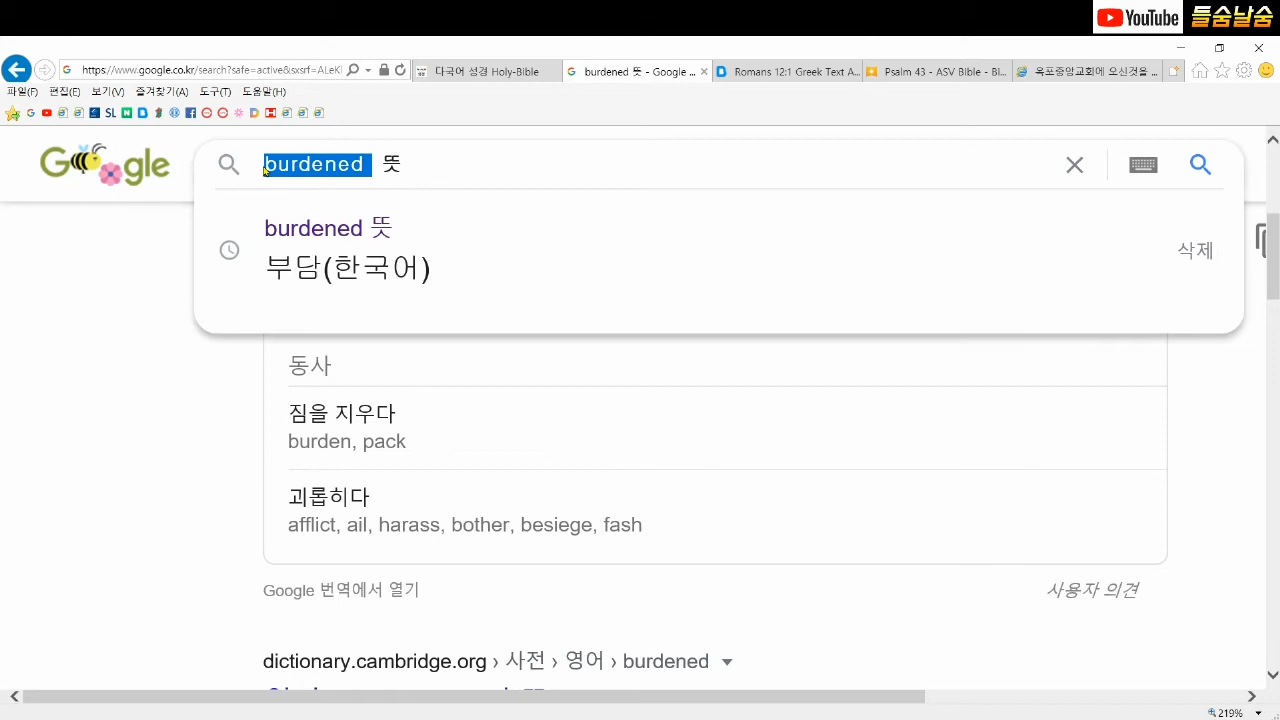 YouTube 들숨날숨
https://www.google.co.kr/search?safe=active&sxsrf=ALeK 다국어 성경 Holy-Bible burdened 뜻 - Google ... Romans 12:1 Greek Text A... Psalm 43 - ASV Bible - Bi... 옥포중앙교회에 오신것을 ...
파일(F) 편집(E) 보기(V) 즐겨찾기(A) 도구(T) 도움말(H)
SL
Google burdened 뜻
burdened 뜻
부담(한국어)
삭제
동사
짐을 지우다
burden, pack
괴롭히다
afflict, ail, harass, bother, besiege, fash
Google 번역에서 열기 사용자 의견
dictionary.cambridge.org › 사전 › 영어 › burdened
219%